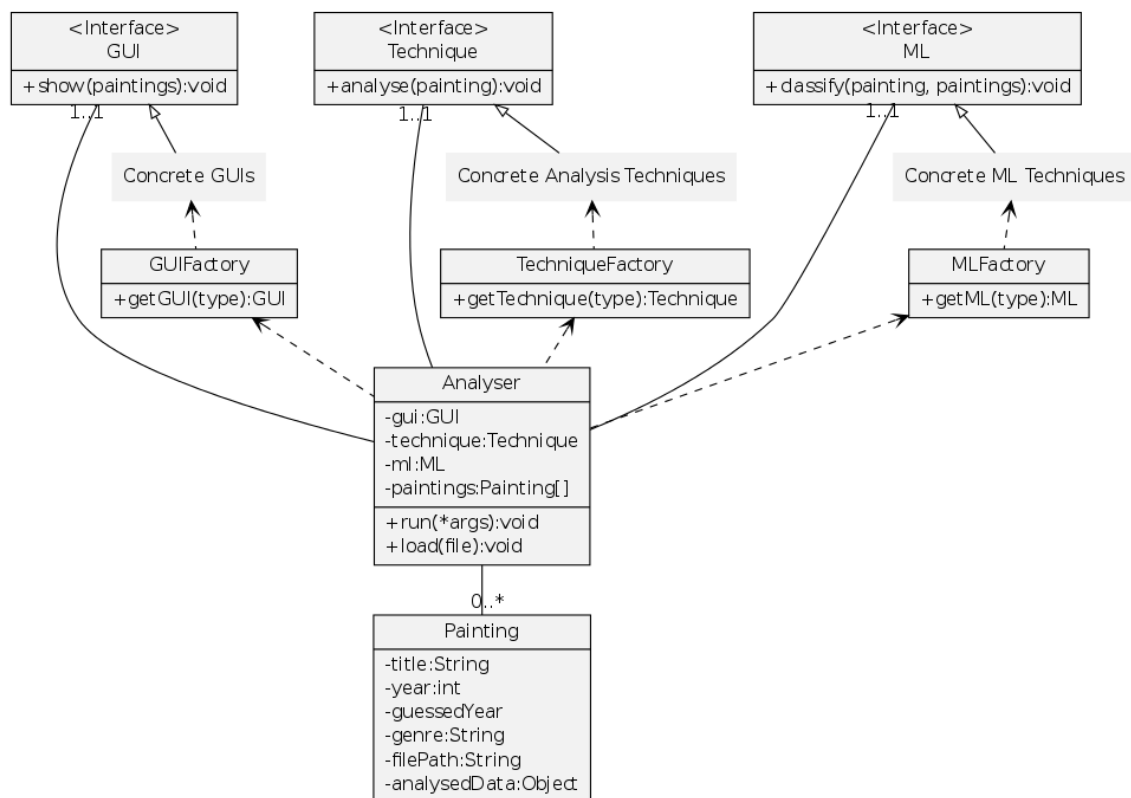 <Interface>
GUI
+show(paintings):void
<Interface>
Technique
+analyse(painting):void
<Interface>
ML
+classify(painting, paintings):void
1..1
1..1
1..1
Concrete GUIs
Concrete Analysis Techniques
Concrete ML Techniques
GUIFactory
+getGUI(type):GUI
TechniqueFactory
+getTechnique(type):Technique
MLFactory
+getML(type):ML
Analyser
-gui:GUI
-technique:Technique
-ml:ML
-paintings:Painting[]
+run(*args):void
+load(file):void
0..*
Painting
-title:String
-year:int
-guessedYear
-genre:String
-filePath:String
-analysedData:Object